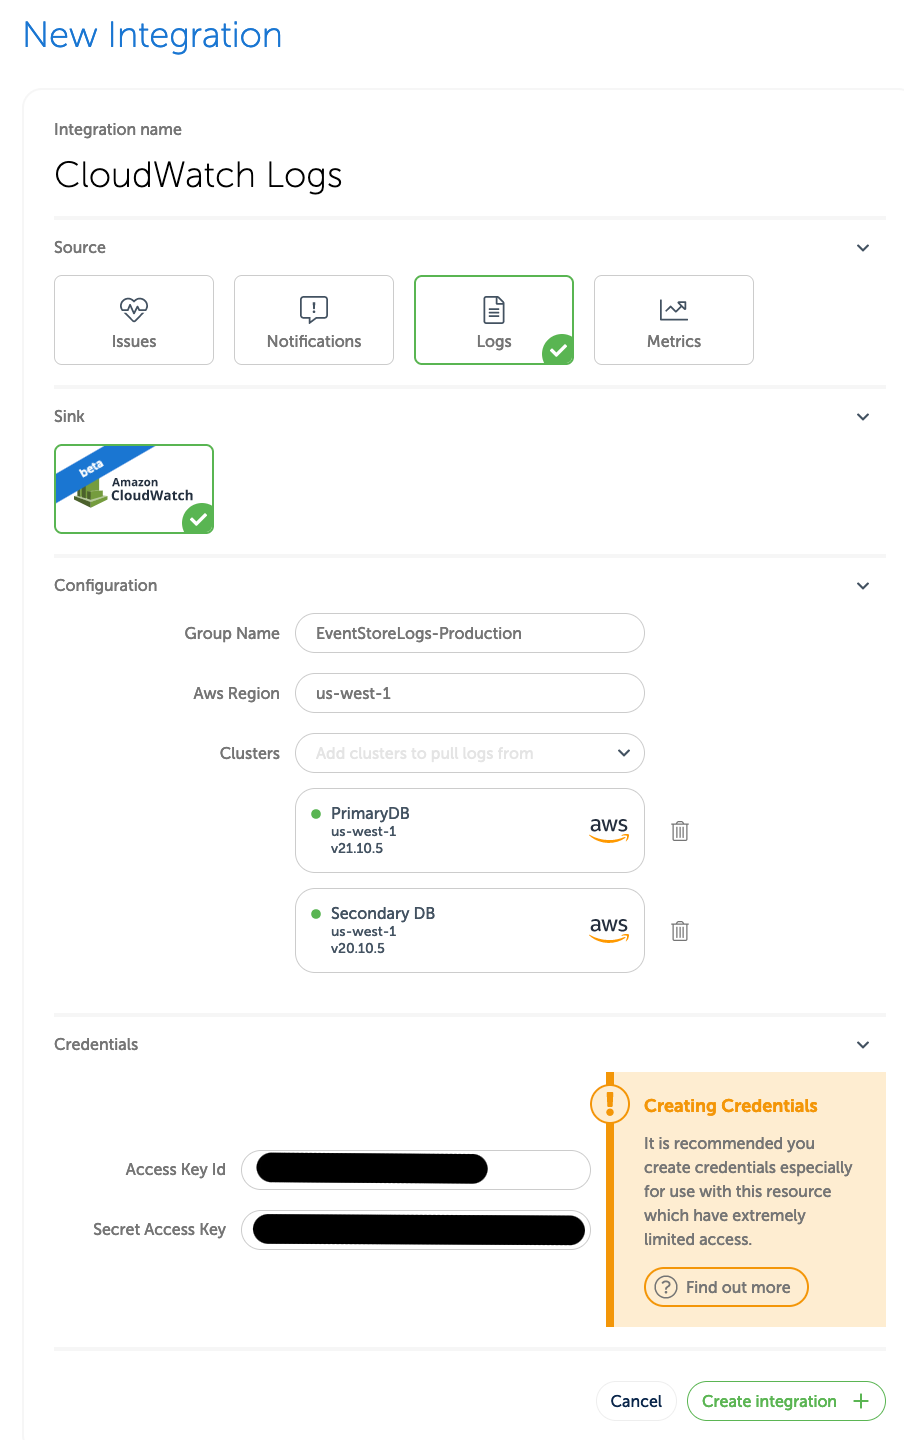 New Integration
Integration name
CloudWatch Logs
Source
Issues
Notifications
Logs
Metrics
Sink
beta
Amazon
CloudWatch
Configuration
Group Name
EventStoreLogs-Production
Aws Region
us-west-1
Clusters
Add clusters to pull logs from
PrimaryDB
us-west-1
v21.10.5
aws
Secondary DB
us-west-1
v20.10.5
aws
Credentials
Creating Credentials
It is recommended you
create credentials especially
for use with this resource
which have extremely
limited access.
Find out more
Access Key Id
Secret Access Key
Cancel
Create integration